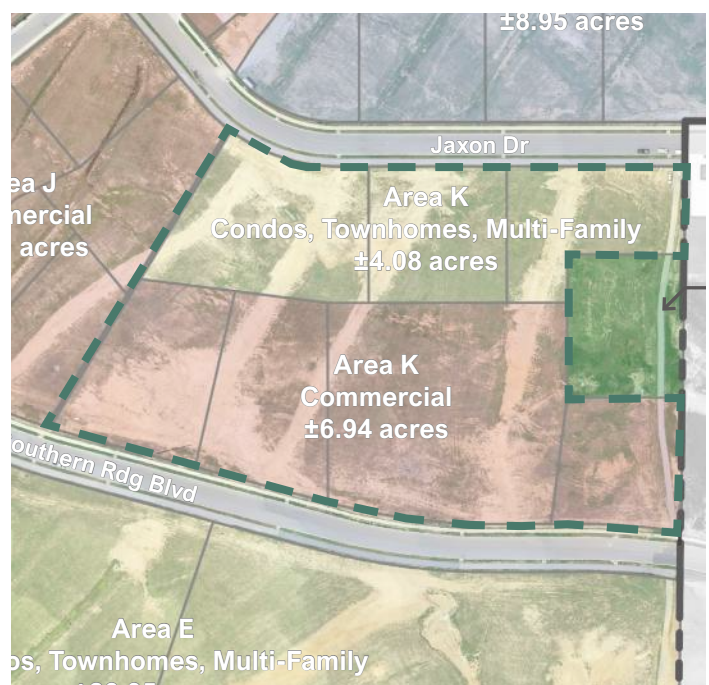 ±8.95 acres
Jaxon Dr
ea J
mercial
acres
Area K
Condos, Townhomes, Multi-Family
±4.08 acres
Area K
Commercial
±6.94 acres
outhern Rdg Blvd
Area E
os, Townhomes, Multi-Family